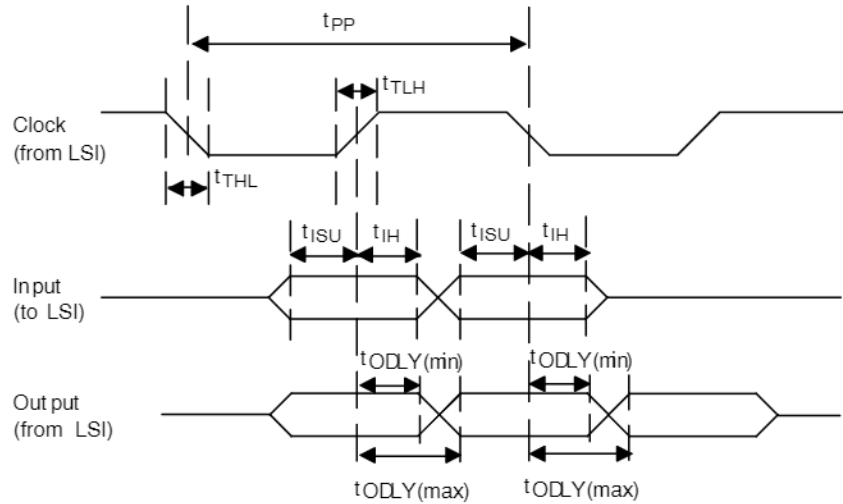 tPP
tTLH
Clock
(from LSI)
tTHL
tISU tIH tISU tIH
Input
(to LSI)
tODLY(min) tODLY(min)
Output
(from LSI)
tODLY(max) tODLY(max)